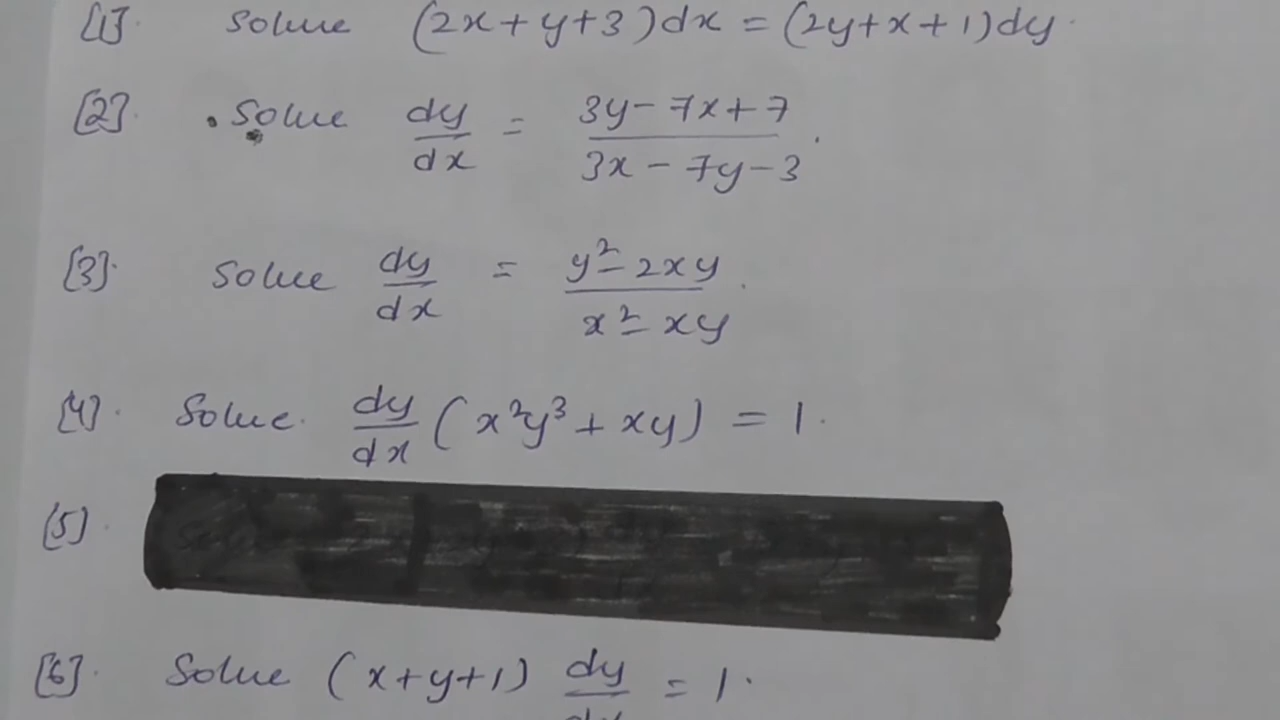 [1]. Solve (2x+y+3)dx = (2y+x+1)dy.
[2]. Solve dy/dx = (3y-7x+7)/(3x-7y-3).
[3]. Solve dy/dx = (y²-2xy)/(x²-xy).
[4]. Solve. dy/dx (x²y³+xy) = 1.
[5].
[6]. Solve (x+y+1) dy/dx = 1.